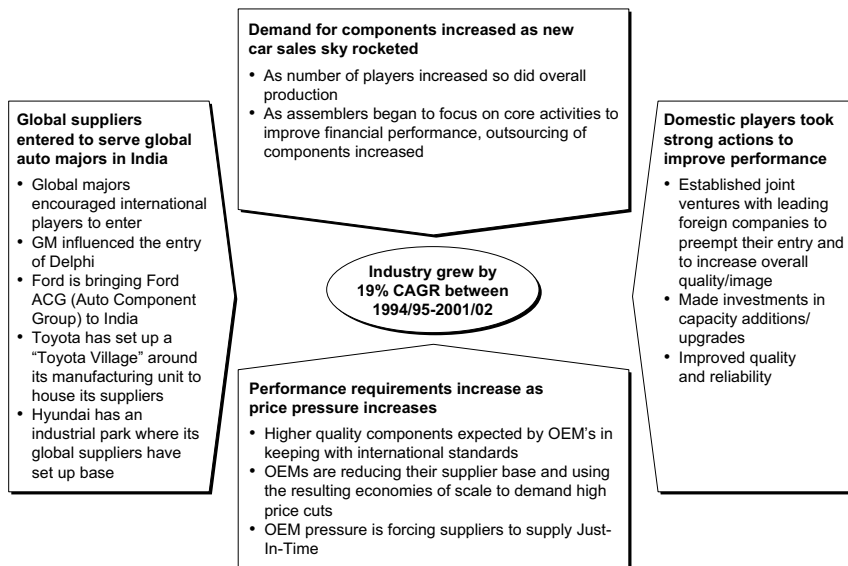 Demand for components increased as new
car sales sky rocketed
• As number of players increased so did overall
production
• As assemblers began to focus on core activities to
improve financial performance, outsourcing of
components increased
Global suppliers
entered to serve global
auto majors in India
• Global majors
encouraged international
players to enter
• GM influenced the entry
of Delphi
• Ford is bringing Ford
ACG (Auto Component
Group) to India
• Toyota has set up a
“Toyota Village” around
its manufacturing unit to
house its suppliers
• Hyundai has an
industrial park where its
global suppliers have
set up base
Industry grew by
19% CAGR between
1994/95-2001/02
Domestic players took
strong actions to
improve performance
• Established joint
ventures with leading
foreign companies to
preempt their entry and
to increase overall
quality/image
• Made investments in
capacity additions/
upgrades
• Improved quality
and reliability
Performance requirements increase as
price pressure increases
• Higher quality components expected by OEM’s in
keeping with international standards
• OEMs are reducing their supplier base and using
the resulting economies of scale to demand high
price cuts
• OEM pressure is forcing suppliers to supply Just-
In-Time